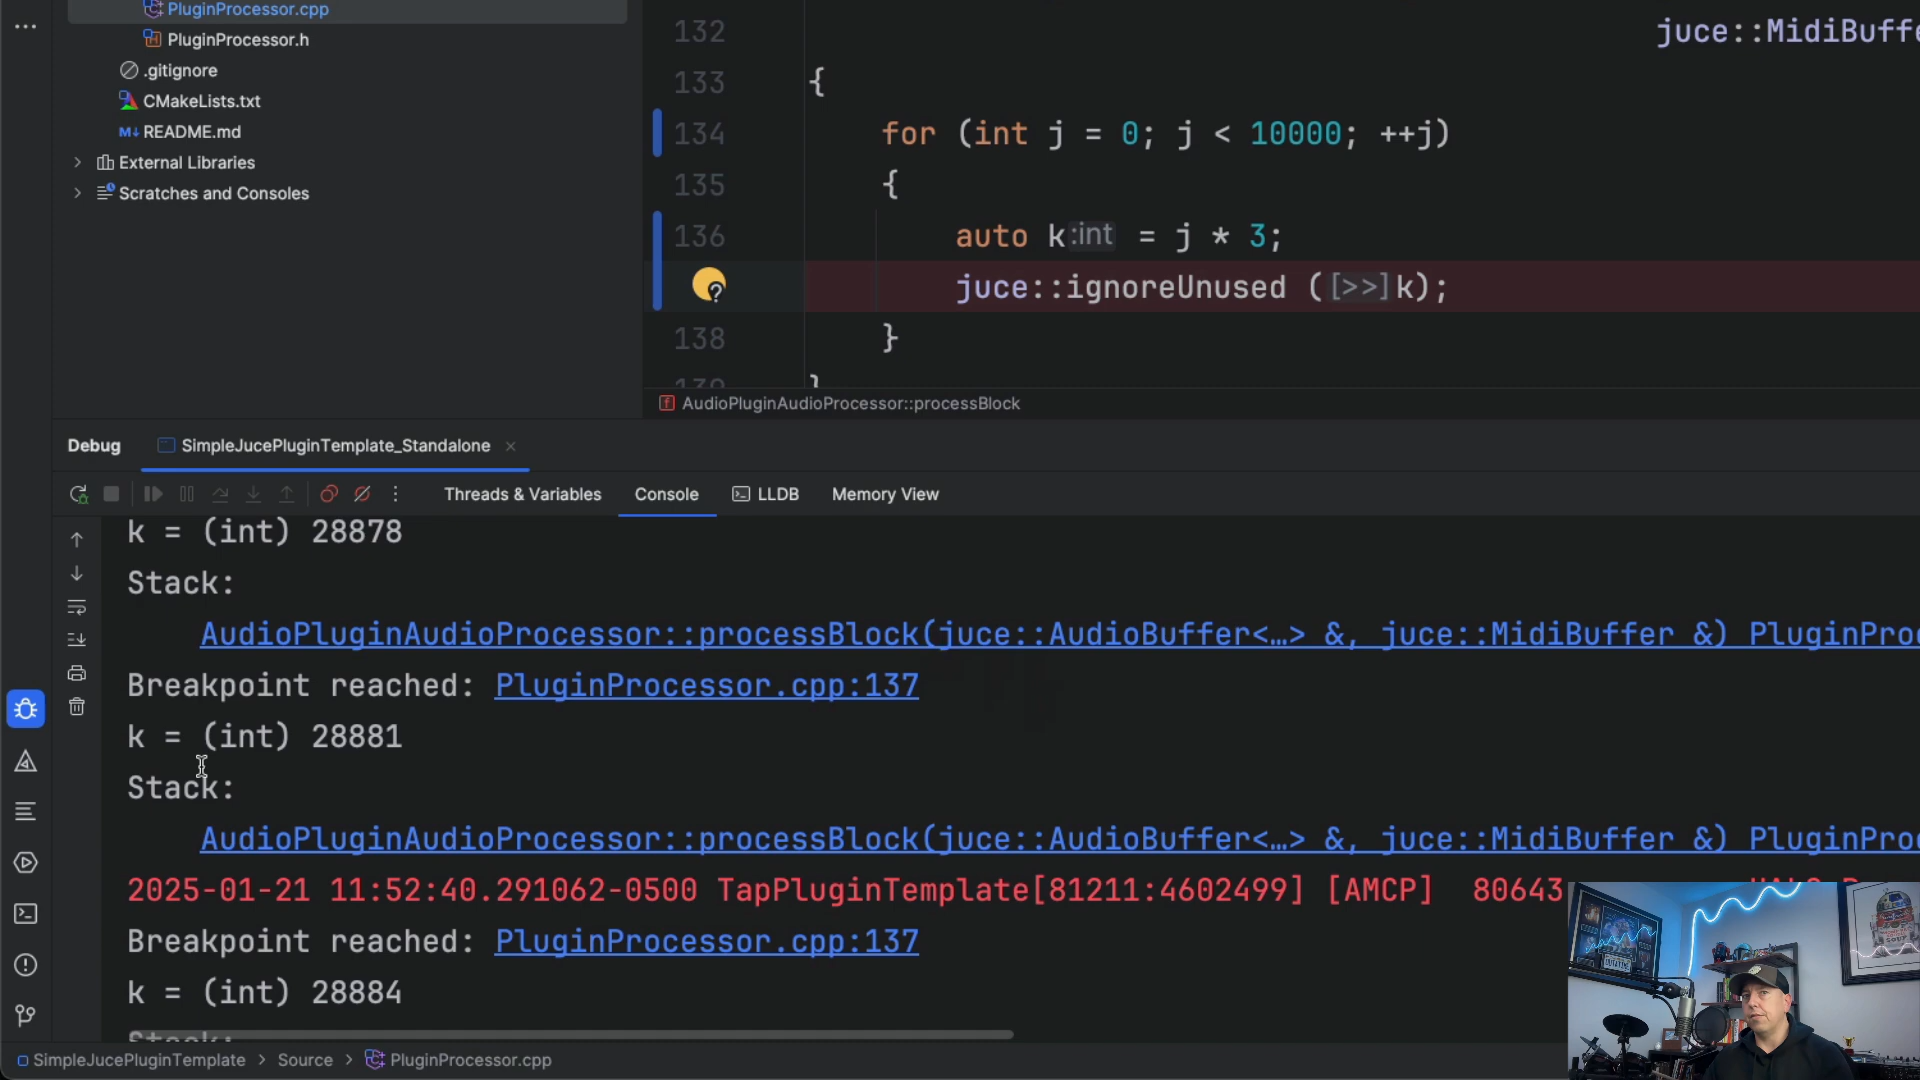 PluginProcessor.cpp
PluginProcessor.h
.gitignore
CMakeLists.txt
M↓ README.md
External Libraries
Scratches and Consoles
132 juce::MidiBuffe
133 {
134 for (int j = 0; j < 10000; ++j)
135 {
136 auto k:int = j * 3;
juce::ignoreUnused ([>>]k);
138 }
139 }
f AudioPluginAudioProcessor::processBlock
Debug SimpleJucePluginTemplate_Standalone
Threads & Variables Console LLDB Memory View
k = (int) 28878
Stack:
AudioPluginAudioProcessor::processBlock(juce::AudioBuffer<…> &, juce::MidiBuffer &) PluginProc
Breakpoint reached: PluginProcessor.cpp:137
k = (int) 28881
Stack:
AudioPluginAudioProcessor::processBlock(juce::AudioBuffer<…> &, juce::MidiBuffer &) PluginPro
2025-01-21 11:52:40.291062-0500 TapPluginTemplate[81211:4602499] [AMCP] 80643
Breakpoint reached: PluginProcessor.cpp:137
k = (int) 28884
Stack:
SimpleJucePluginTemplate > Source > PluginProcessor.cpp